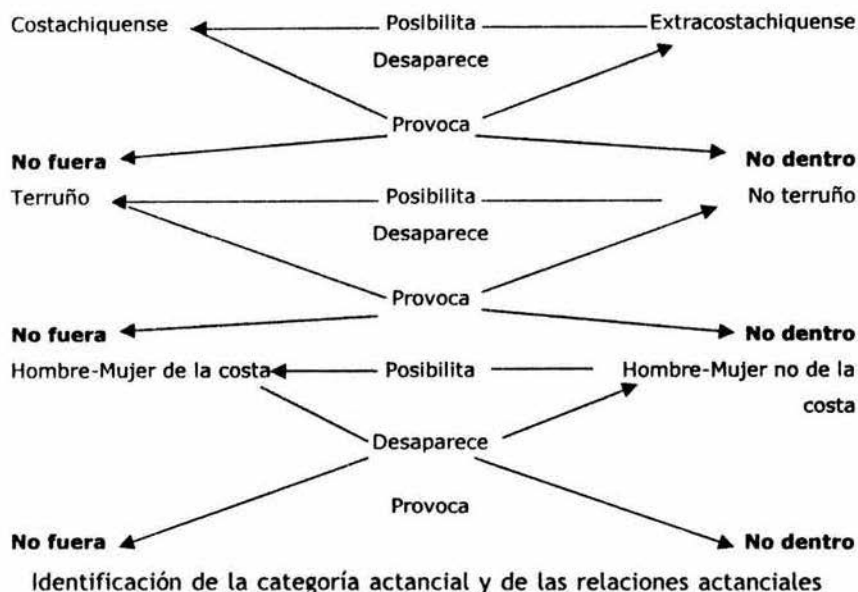 Costachiquense Posibilita Extracostachiquense
Desaparece
Provoca
No fuera No dentro
Terruño Posibilita No terruño
Desaparece
Provoca
No fuera No dentro
Hombre-Mujer de la costa Posibilita Hombre-Mujer no de la
costa
Desaparece
Provoca
No fuera No dentro
Identificación de la categoría actancial y de las relaciones actanciales